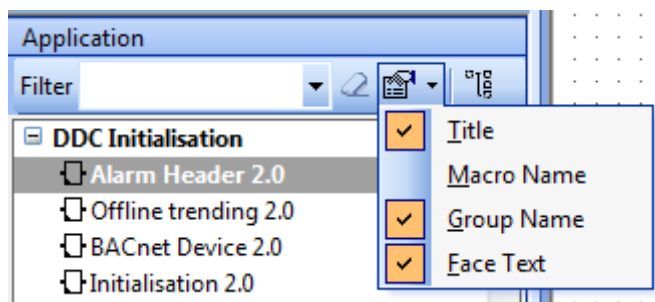 Application
Filter
DDC Initialisation
Alarm Header 2.0
Offline trending 2.0
BACnet Device 2.0
Initialisation 2.0
Title
Macro Name
Group Name
Face Text